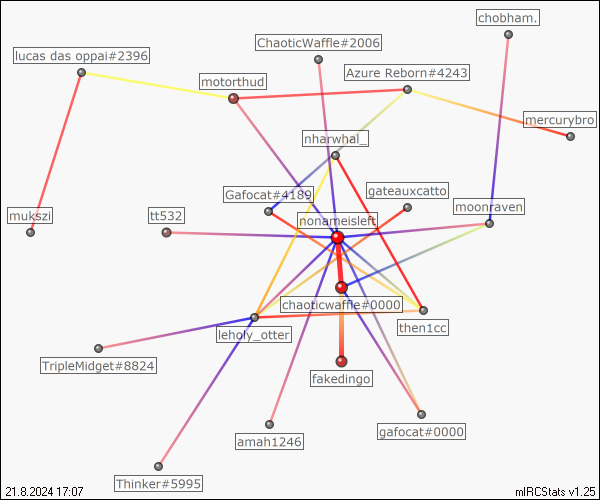 chobham.
ChaoticWaffle#2006
lucas das oppai#2396
Azure Reborn#4243
motorthud
mercurybro
nharwhal_
gateauxcatto
Gafocat#4189
moonraven
mukszi
tt532
nonameisleft
chaoticwaffle#0000
then1cc
leholy_otter
TripleMidget#8824
fakedingo
gafocat#0000
amah1246
Thinker#5995
21.8.2024 17:07
mIRCStats v1.25